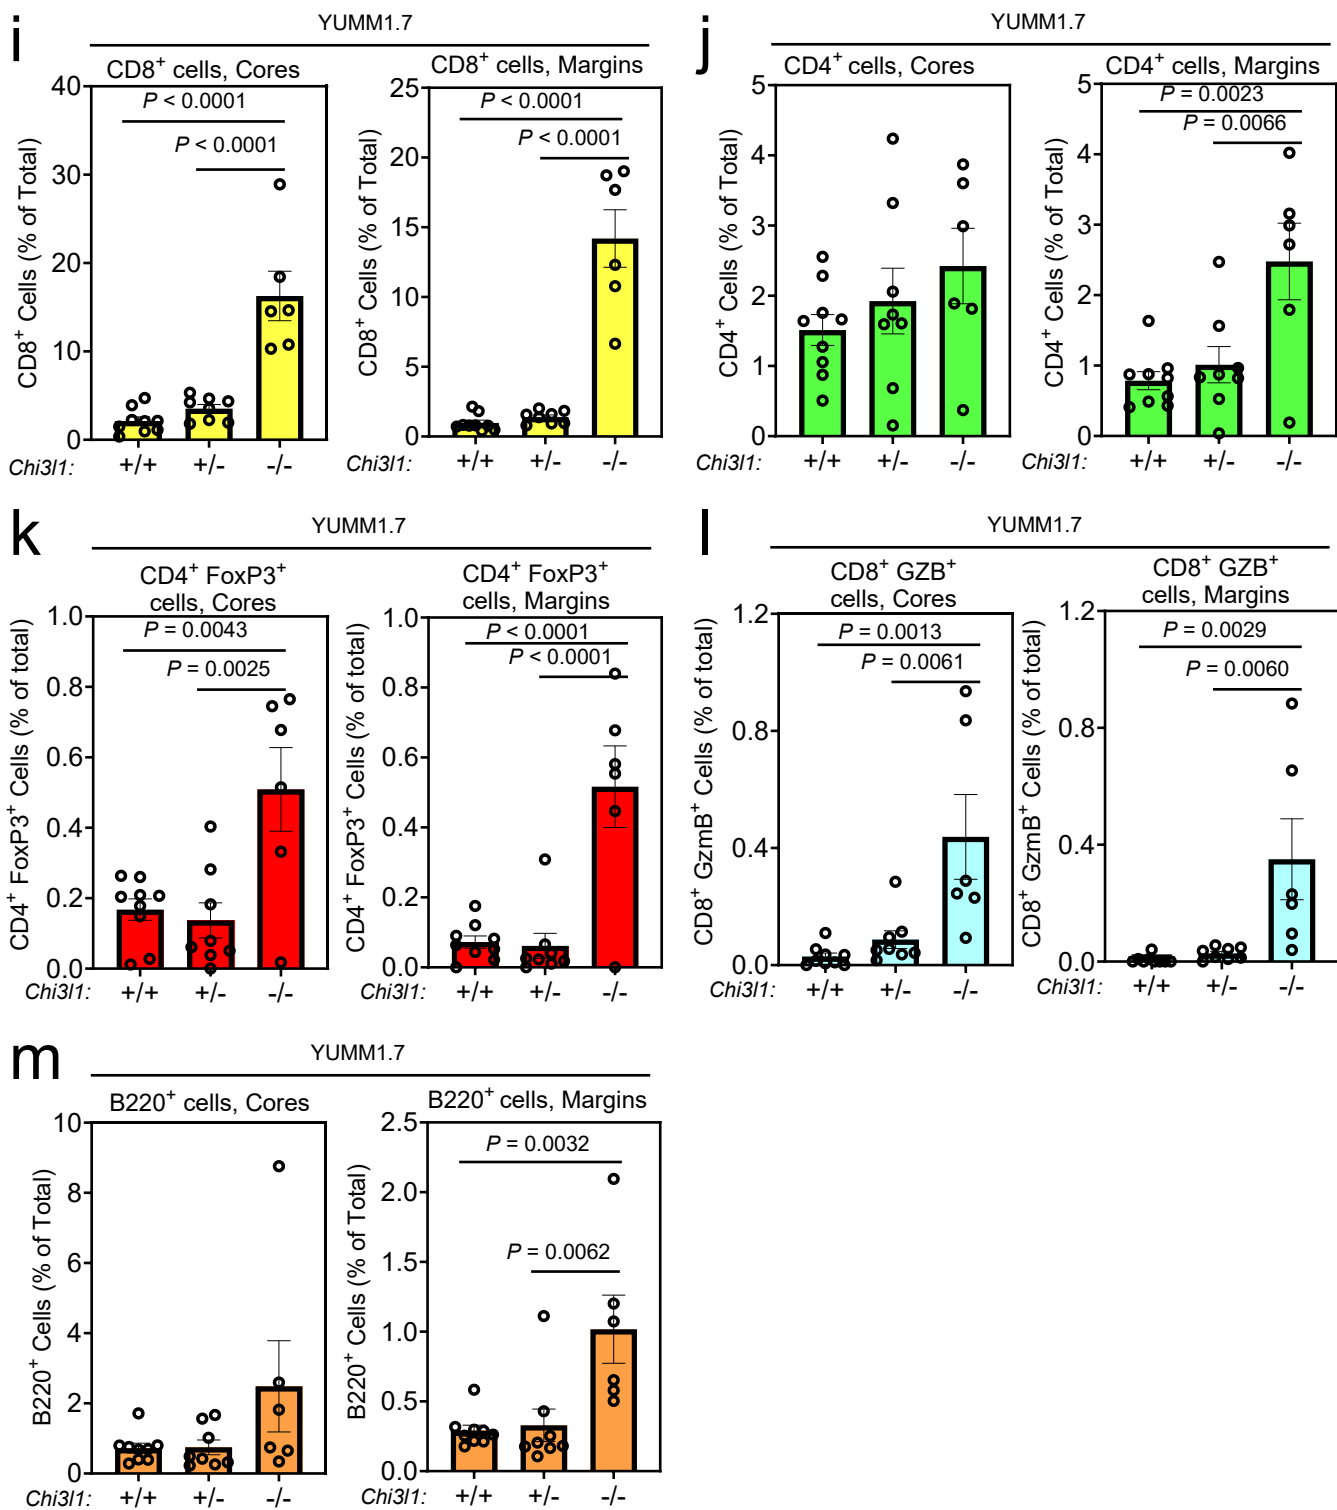 i
YUMM1.7
CD8+ cells, Cores
CD8+ Cells (% of Total)
40
30
20
10
0
P < 0.0001
P < 0.0001
Chi3l1: +/+ +/- -/-
CD8+ cells, Margins
CD8+ Cells (% of Total)
25
20
15
10
5
0
P < 0.0001
P < 0.0001
Chi3l1: +/+ +/- -/-
j
YUMM1.7
CD4+ cells, Cores
CD4+ Cells (% of Total)
5
4
3
2
1
0
Chi3l1: +/+ +/- -/-
CD4+ cells, Margins
CD4+ Cells (% of Total)
5
4
3
2
1
0
P = 0.0023
P = 0.0066
Chi3l1: +/+ +/- -/-
k
YUMM1.7
CD4+ FoxP3+
cells, Cores
CD4+ FoxP3+ Cells (% of total)
1.0
0.8
0.6
0.4
0.2
0.0
P = 0.0043
P = 0.0025
Chi3l1: +/+ +/- -/-
CD4+ FoxP3+
cells, Margins
CD4+ FoxP3+ Cells (% of total)
1.0
0.8
0.6
0.4
0.2
0.0
P < 0.0001
P < 0.0001
Chi3l1: +/+ +/- -/-
l
YUMM1.7
CD8+ GZB+
cells, Cores
CD8+ GzmB+ Cells (% of total)
1.2
0.8
0.4
0.0
P = 0.0013
P = 0.0061
Chi3l1: +/+ +/- -/-
CD8+ GZB+
cells, Margins
CD8+ GzmB+ Cells (% of total)
1.2
0.8
0.4
0.0
P = 0.0029
P = 0.0060
Chi3l1: +/+ +/- -/-
m
YUMM1.7
B220+ cells, Cores
B220+ Cells (% of Total)
10
8
6
4
2
0
Chi3l1: +/+ +/- -/-
B220+ cells, Margins
B220+ Cells (% of Total)
2.5
2.0
1.5
1.0
0.5
0.0
P = 0.0032
P = 0.0062
Chi3l1: +/+ +/- -/-